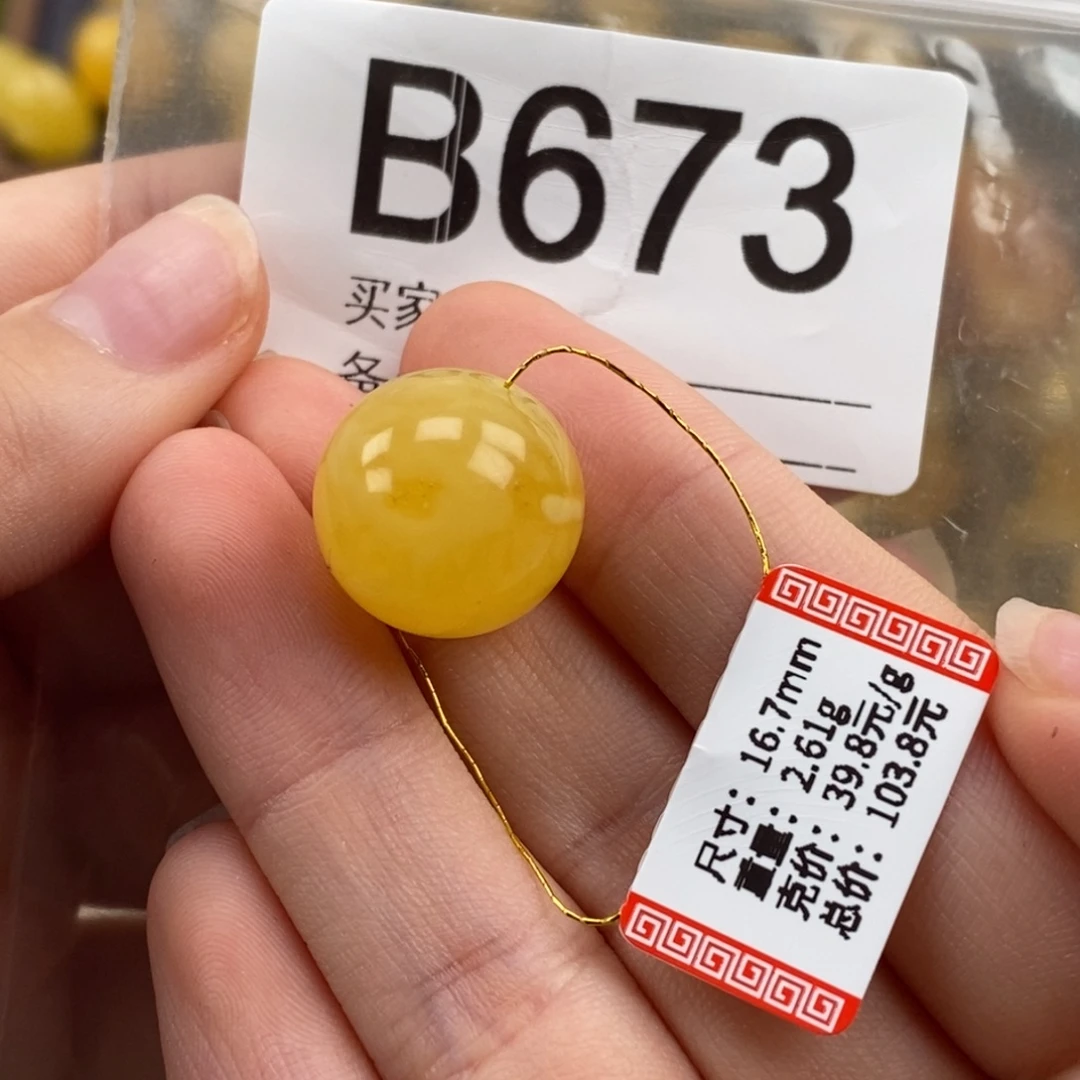 B673
买家
备
尺寸：16.7mm
重量：2.61g
克价：39.8元/g
总价：103.8元